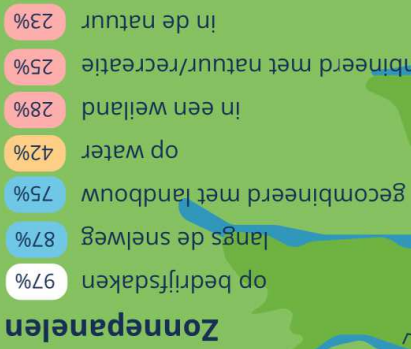 Zonnepanelen
op bedrijfsdaken 97%
langs de snelweg 87%
gecombineerd met landbouw 75%
op water 42%
in een weiland 28%
met natuur/recreatie 25%
in de natuur 23%